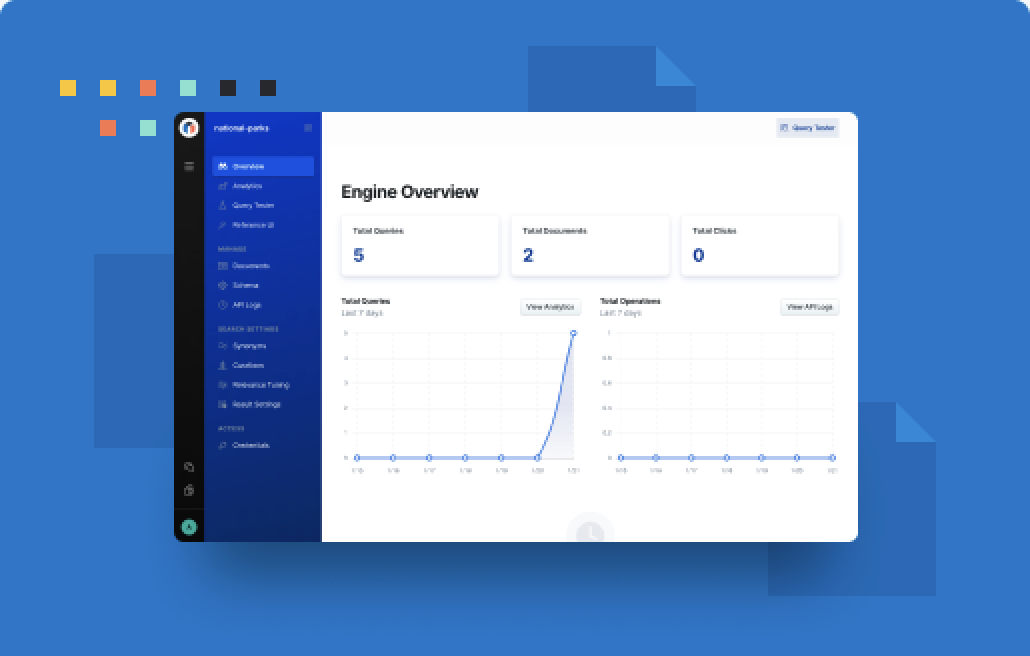 national-parks
Query Tester
Overview
Analytics
Query Tester
Reference UI
MANAGE
Documents
Schema
API Logs
SEARCH SETTINGS
Synonyms
Curations
Relevance Tuning
Result Settings
ACCESS
Credentials
Engine Overview
Total Queries
5
Total Documents
2
Total Clicks
0
Total Queries
Last 7 days
View Analytics
5
4
3
2
1
0
1/15 1/16 1/17 1/18 1/19 1/20 1/21
Total Operations
Last 7 days
View API Logs
1
0.8
0.6
0.4
0.2
0
1/15 1/16 1/17 1/18 1/19 1/20 1/21